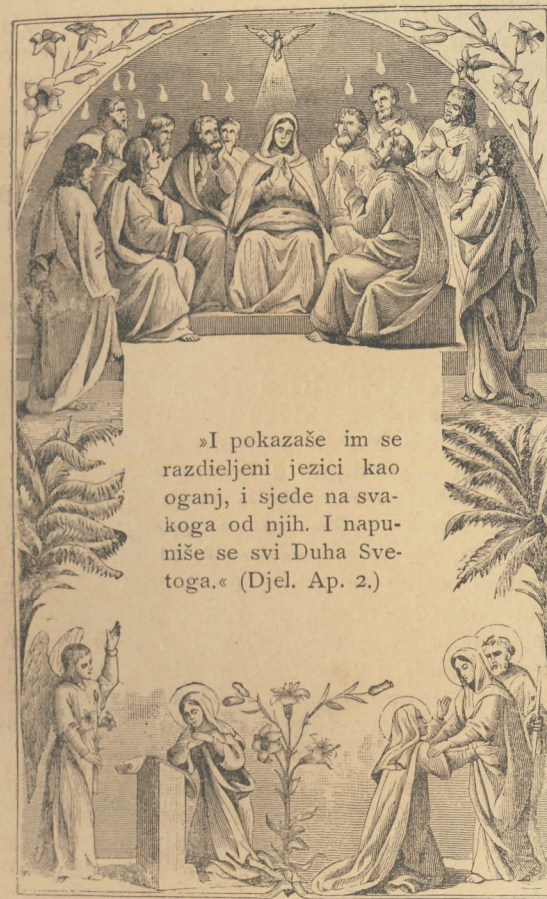 »I pokazaše im se
razdieljeni jezici kao
oganj, i sjede na sva-
koga od njih. I napu-
niše se svi Duha Sve-
toga.« (Djel. Ap. 2.)